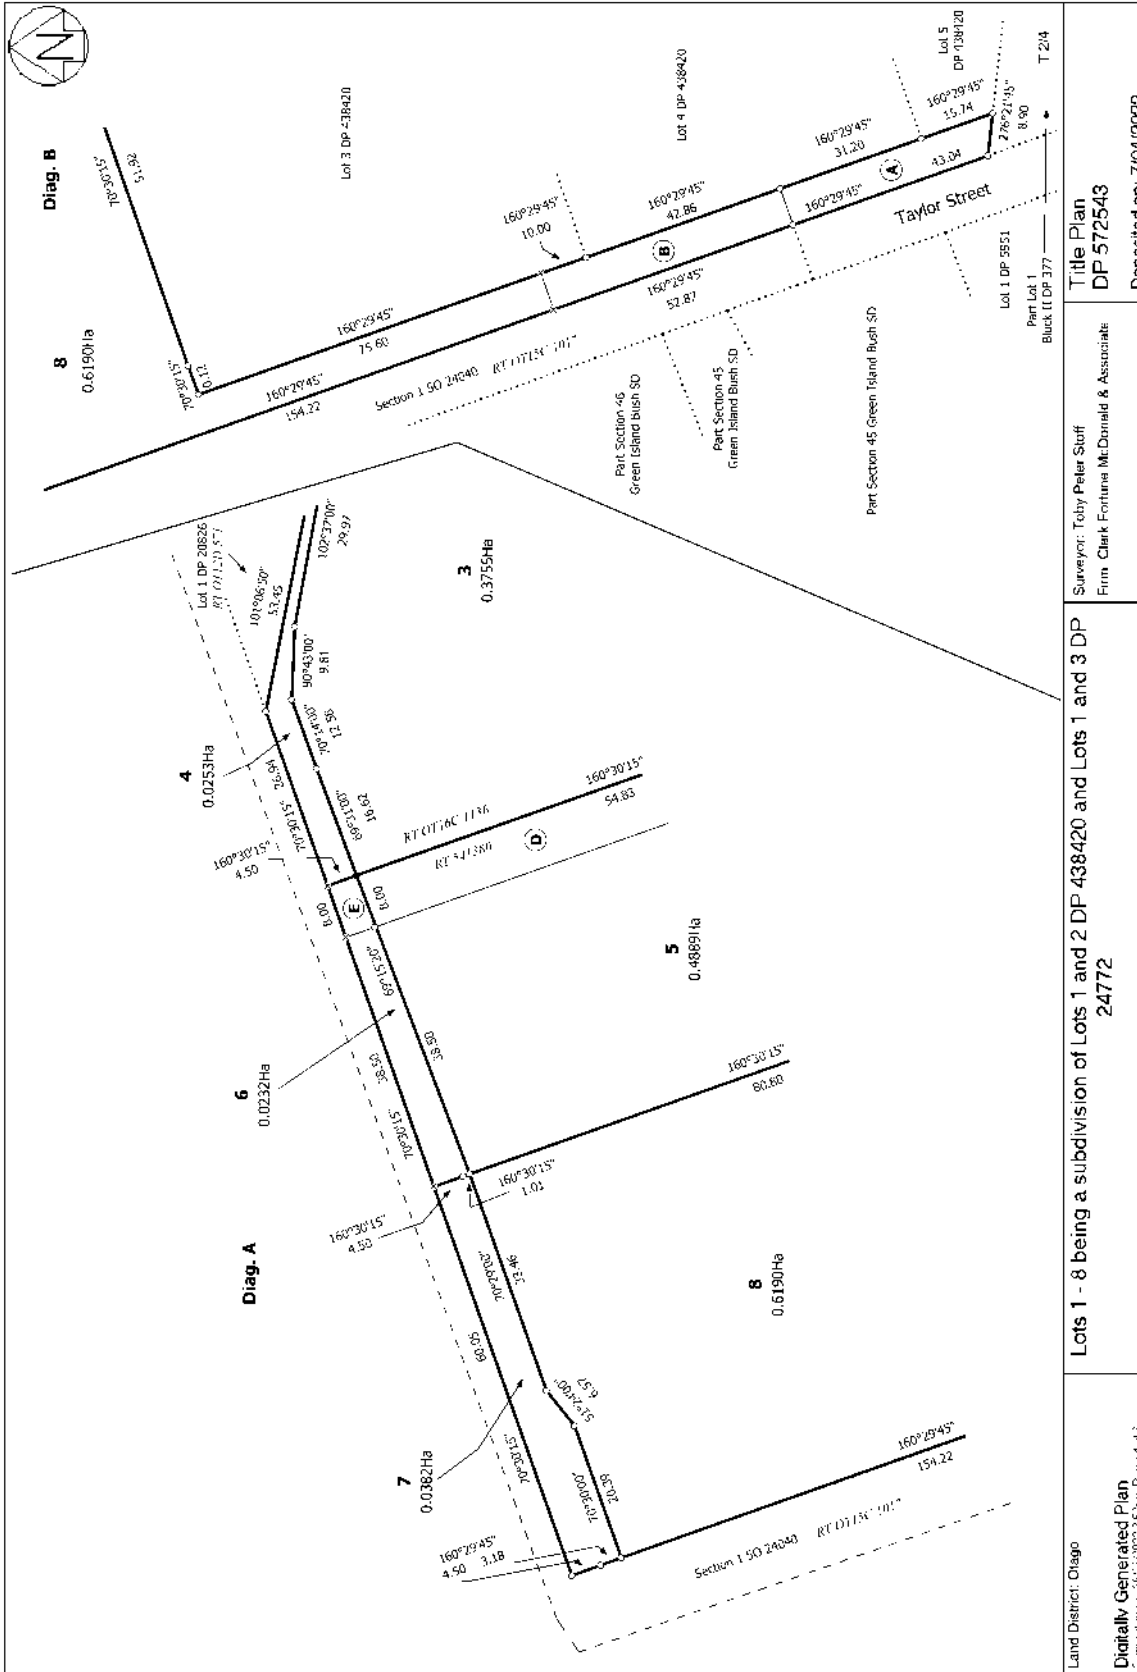 N
Diag. B
8
0.6190Ha
70°30'15"
51.92
70°30'15"
0.12
Lot 3 DP 438420
160°29'45"
75.60
160°29'45"
154.22
Section 1 SO 24040
160°29'45"
10.00
160°29'45"
42.86
Lot 4 DP 438420
B
160°29'45"
52.87
160°29'45"
31.20
Lot 5
160°29'45"
15.74
160°29'45"
43.04
A
276°21'45"
8.90
Taylor Street
T 2/4
Part Section 46
Green Island Bush SD
Part Section 45
Green Island Bush SD
Part Section 45 Green Island Bush SD
Lot 1 DP 5951
Part Lot 1
Block II DP 377
Diag. A
Lot 1 DP 20826
101°06'50"
53.45
102°37'00"
29.97
3
0.3755Ha
90°43'00"
9.81
70°14'00"
12.56
69°31'00"
16.62
4
0.0253Ha
26.94
70°30'15"
160°30'15"
4.50
8.00
E
8.00
D
160°30'15"
54.83
5
0.4889Ha
6
0.0232Ha
69°15'20"
38.50
38.50
70°30'15"
160°30'15"
80.80
160°30'15"
1.01
160°30'15"
4.50
8
0.6190Ha
70°29'00"
33.46
60.05
70°30'15"
51°24'00"
6.57
7
0.0382Ha
70°30'00"
20.39
160°29'45"
4.50
3.18
160°29'45"
154.22
Section 1 SO 24040
Land District: Otago
Digitally Generated Plan
Lots 1 - 8 being a subdivision of Lots 1 and 2 DP 438420 and Lots 1 and 3 DP
24772
Surveyor: Toby Peter Stoff
Firm: Clark Fortune McDonald & Associate
Title Plan
DP 572543